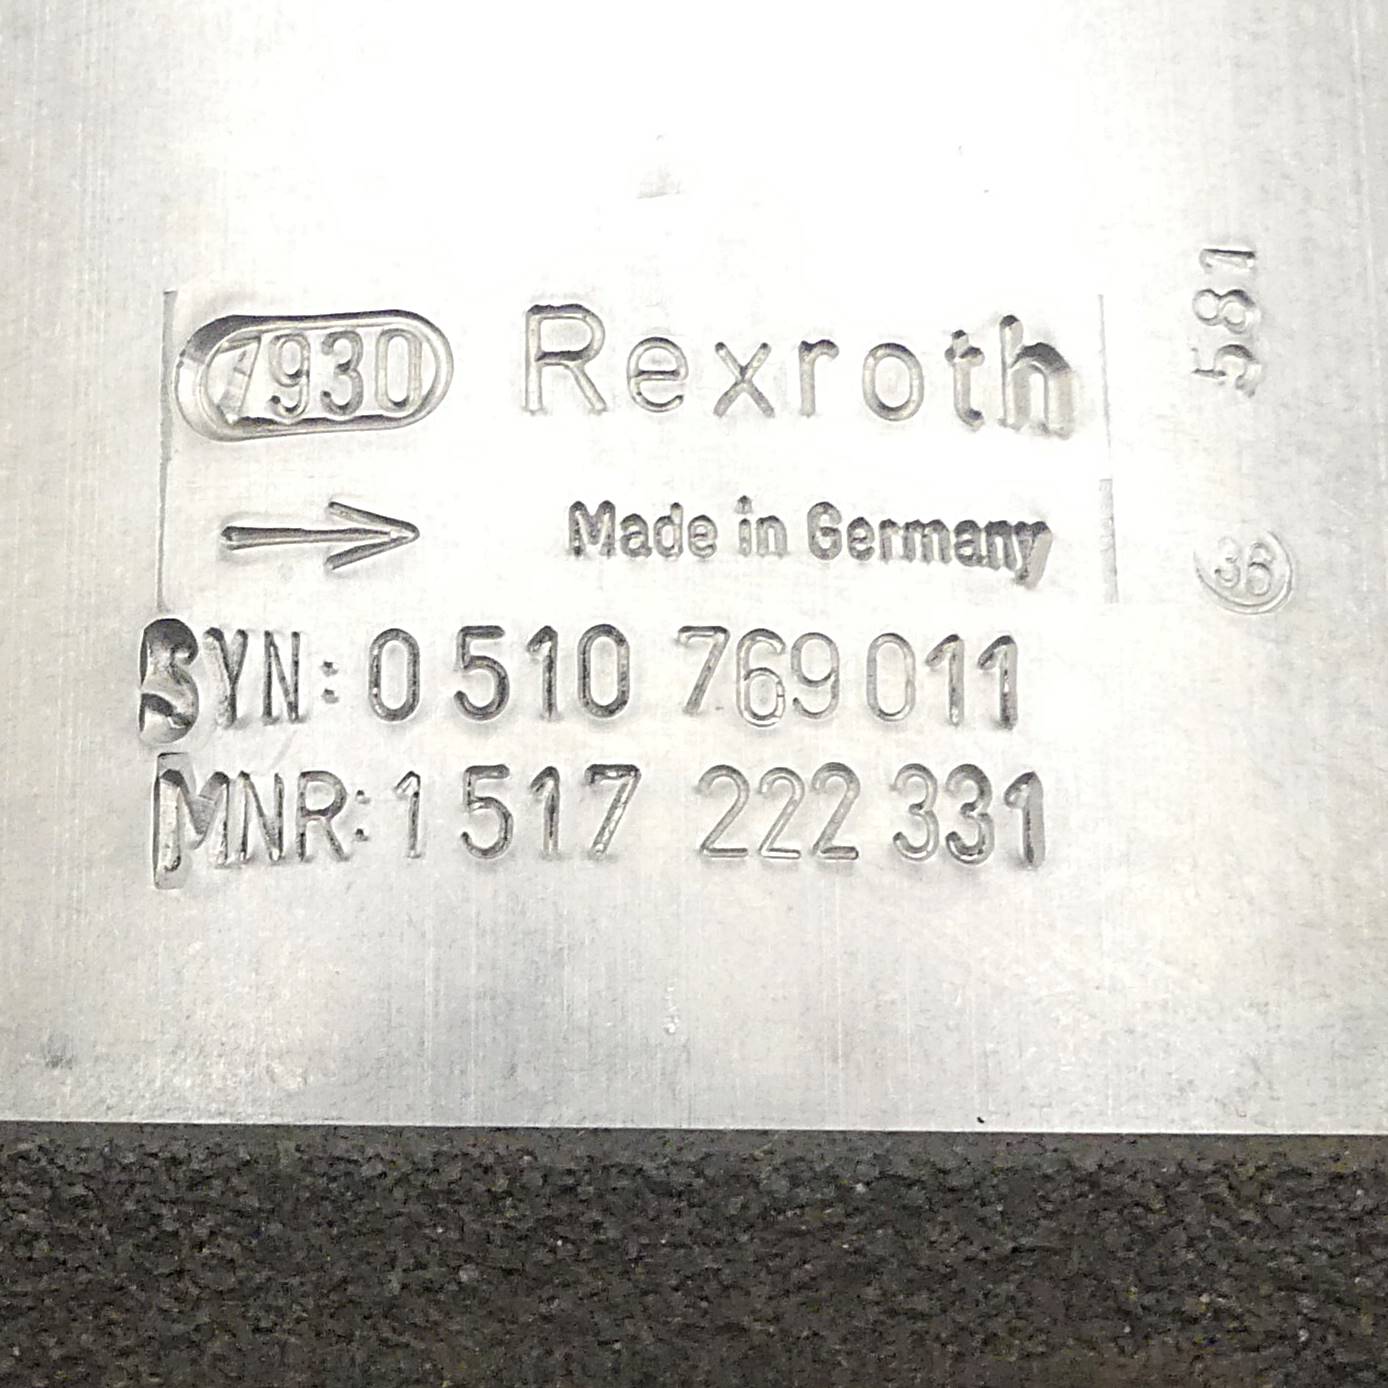 7930 Rexroth
Made in Germany
SYN: 0 510 769 011
MNR: 1 517 222 331
581
36